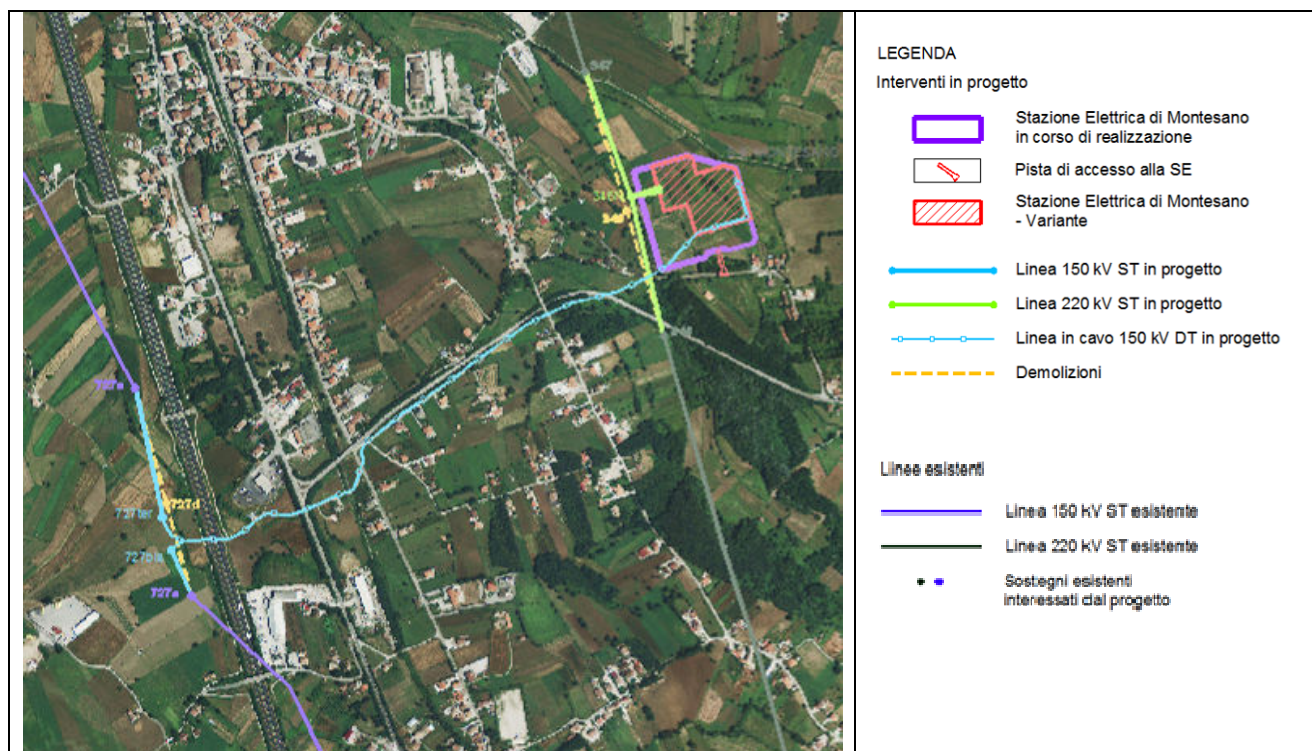 LEGENDA
Interventi in progetto
Stazione Elettrica di Montesano
in corso di realizzazione
Pista di accesso alla SE
Stazione Elettrica di Montesano
- Variante
Linea 150 kV ST in progetto
Linea 220 kV ST in progetto
Linea in cavo 150 kV DT in progetto
Demolizioni
Linee esistenti
Linea 150 kV ST esistente
Linea 220 kV ST esistente
Sostegni esistenti
interessati dal progetto
727d
727ter
727bis